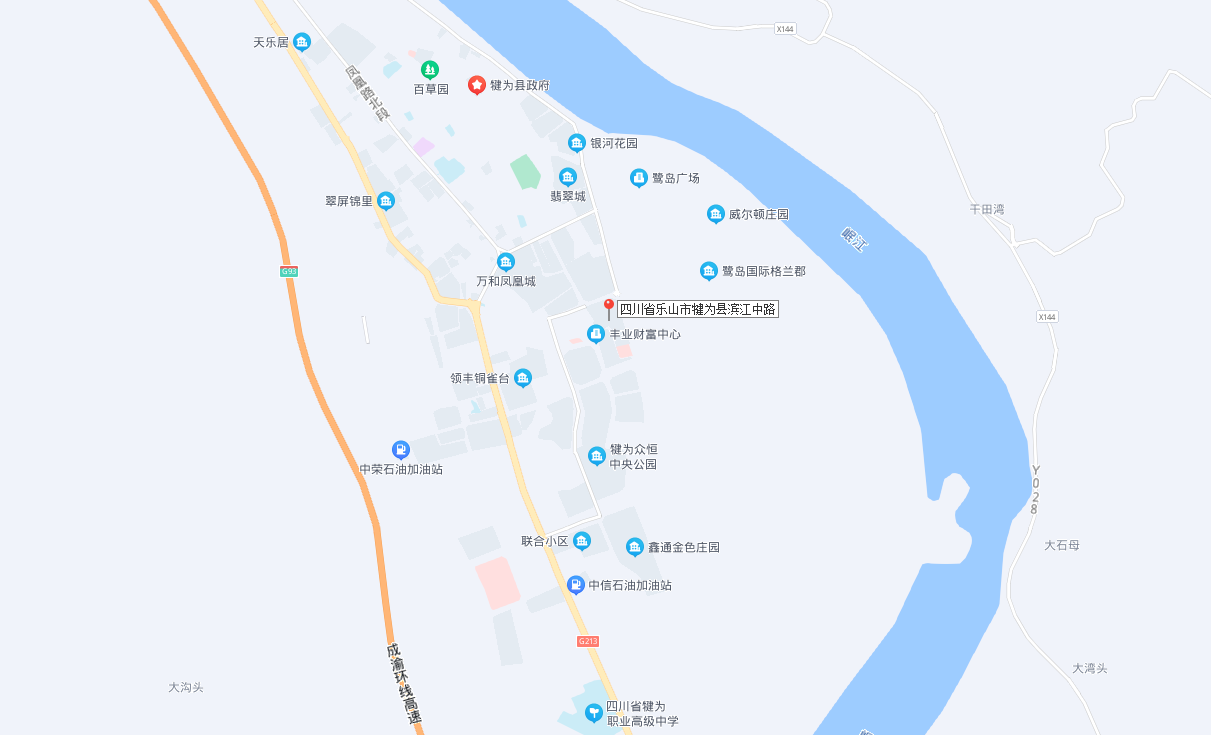 X144
天乐居
凤凰路北段
百草园
犍为县政府
银河花园
鹭岛广场
翡翠城
翠屏锦里
干田湾
威尔顿庄园
岷江
G93
万和凤凰城
鹭岛国际格兰郡
四川省乐山市犍为县滨江中路
X144
丰业财富中心
领丰铜雀台
中荣石油加油站
犍为众恒
中央公园
Y028
联合小区
鑫通金色庄园
大石母
中信石油加油站
G213
成渝环线高速
大湾头
大沟头
四川省犍为
职业高级中学